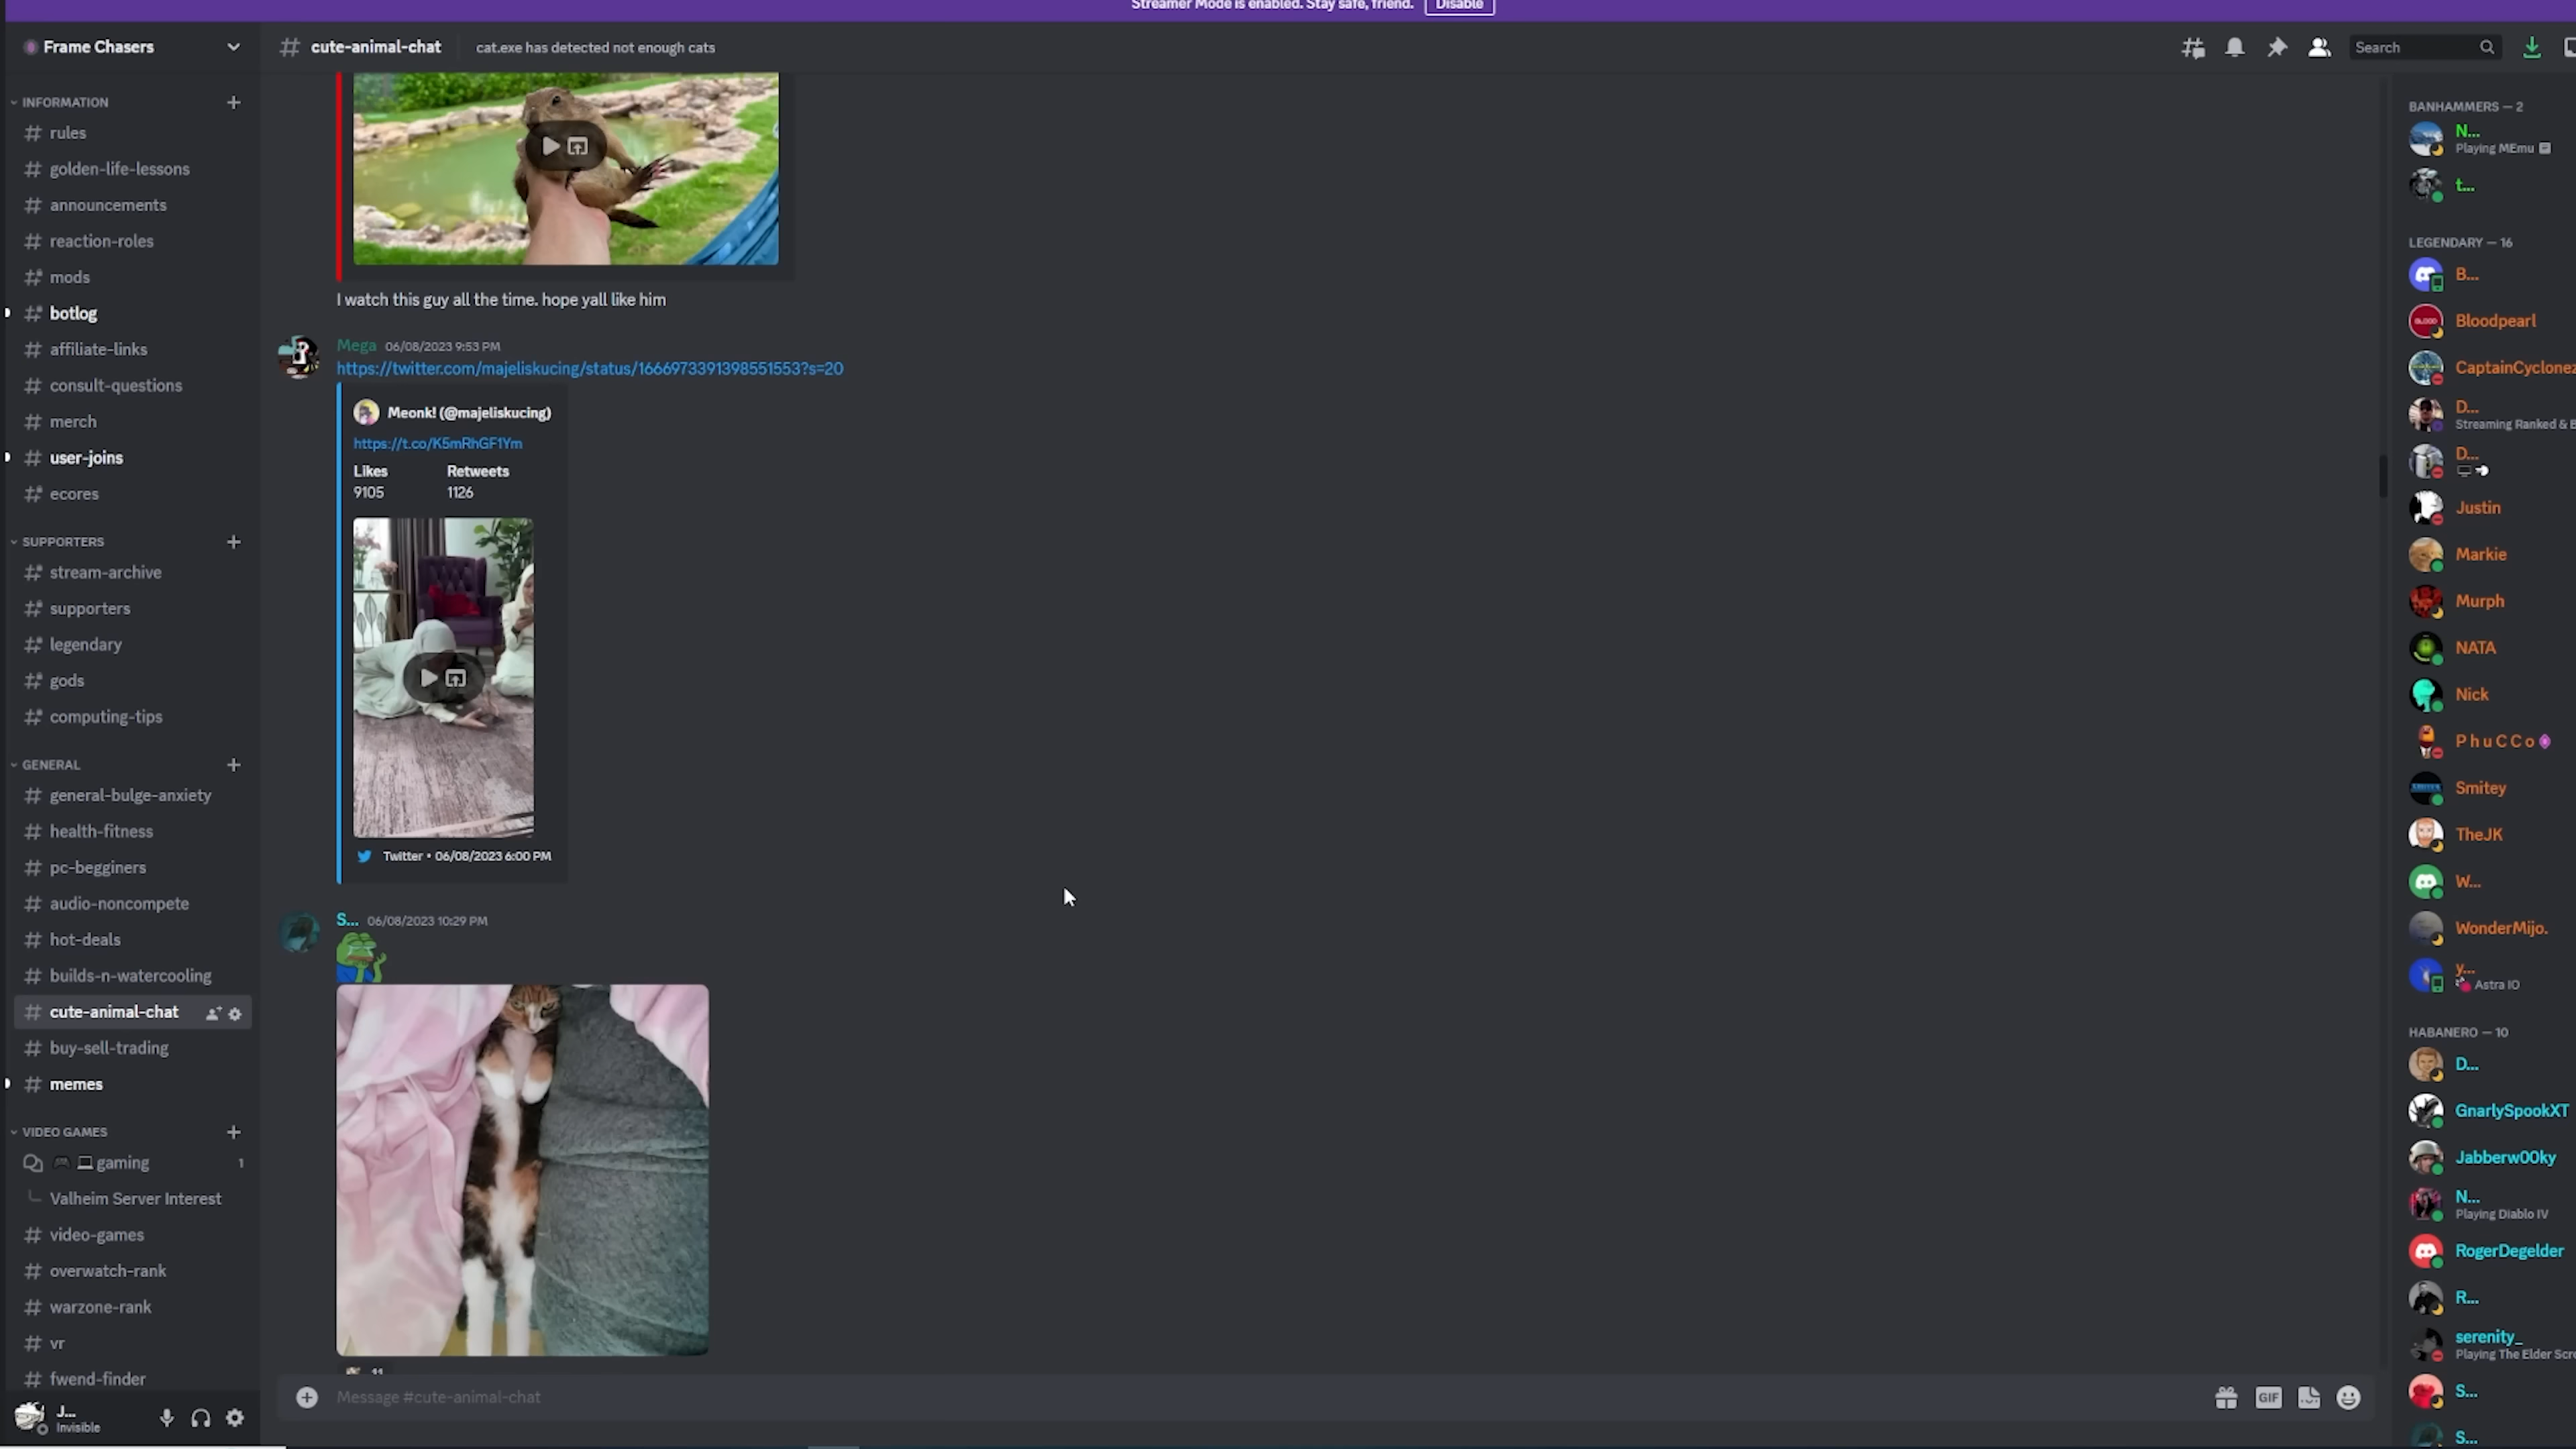 Streamer Mode is enabled. Stay safe, friend.
Disable
Frame Chasers
INFORMATION
rules
golden-life-lessons
announcements
reaction-roles
mods
botlog
affiliate-links
consult-questions
merch
user-joins
ecores
SUPPORTERS
stream-archive
supporters
legendary
gods
computing-tips
GENERAL
general-bulge-anxiety
health-fitness
pc-begginers
audio-noncompete
hot-deals
builds-n-watercooling
cute-animal-chat
buy-sell-trading
memes
VIDEO GAMES
gaming 1
Valheim Server Interest
video-games
overwatch-rank
warzone-rank
vr
fwend-finder
J...
Invisible
cute-animal-chat
cat.exe has detected not enough cats
Search
I watch this guy all the time. hope yall like him
Mega 06/08/2023 9:53 PM
https://twitter.com/majeliskucing/status/1666973391398551553?s=20
Meonk! (@majeliskucing)
https://t.co/K5mRhGF1Ym
Likes Retweets
9105 1126
Twitter • 06/08/2023 6:00 PM
S... 06/08/2023 10:29 PM
Message #cute-animal-chat
GIF
BANHAMMERS — 2
N...
Playing MEmu
t...
LEGENDARY — 16
B...
Bloodpearl
CaptainCyclonez
D...
Streaming Ranked & B
D...
Justin
Markie
Murph
NATA
Nick
P h u C C o
Smitey
TheJK
W...
WonderMijo.
y...
Astra IO
HABANERO — 10
D...
GnarlySpookXT
Jabberw00ky
N...
Playing Diablo IV
RogerDegelder
R...
serenity_
Playing The Elder Scro
S...
S...